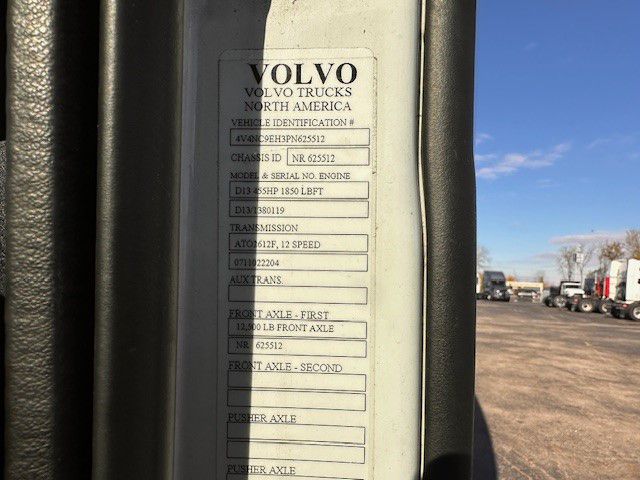 VOLVO
VOLVO TRUCKS
NORTH AMERICA
VEHICLE IDENTIFICATION #
4V4NC9EH3PN625512
CHASSIS ID NR 625512
MODEL & SERIAL NO. ENGINE
D13 455HP 1850 LBFT
D13/1380119
TRANSMISSION
ATO2612F, 12 SPEED
0711022204
AUX TRANS.
FRONT AXLE - FIRST
12,500 LB FRONT AXLE
NR 625512
FRONT AXLE - SECOND
PUSHER AXLE
PUSHER AXLE